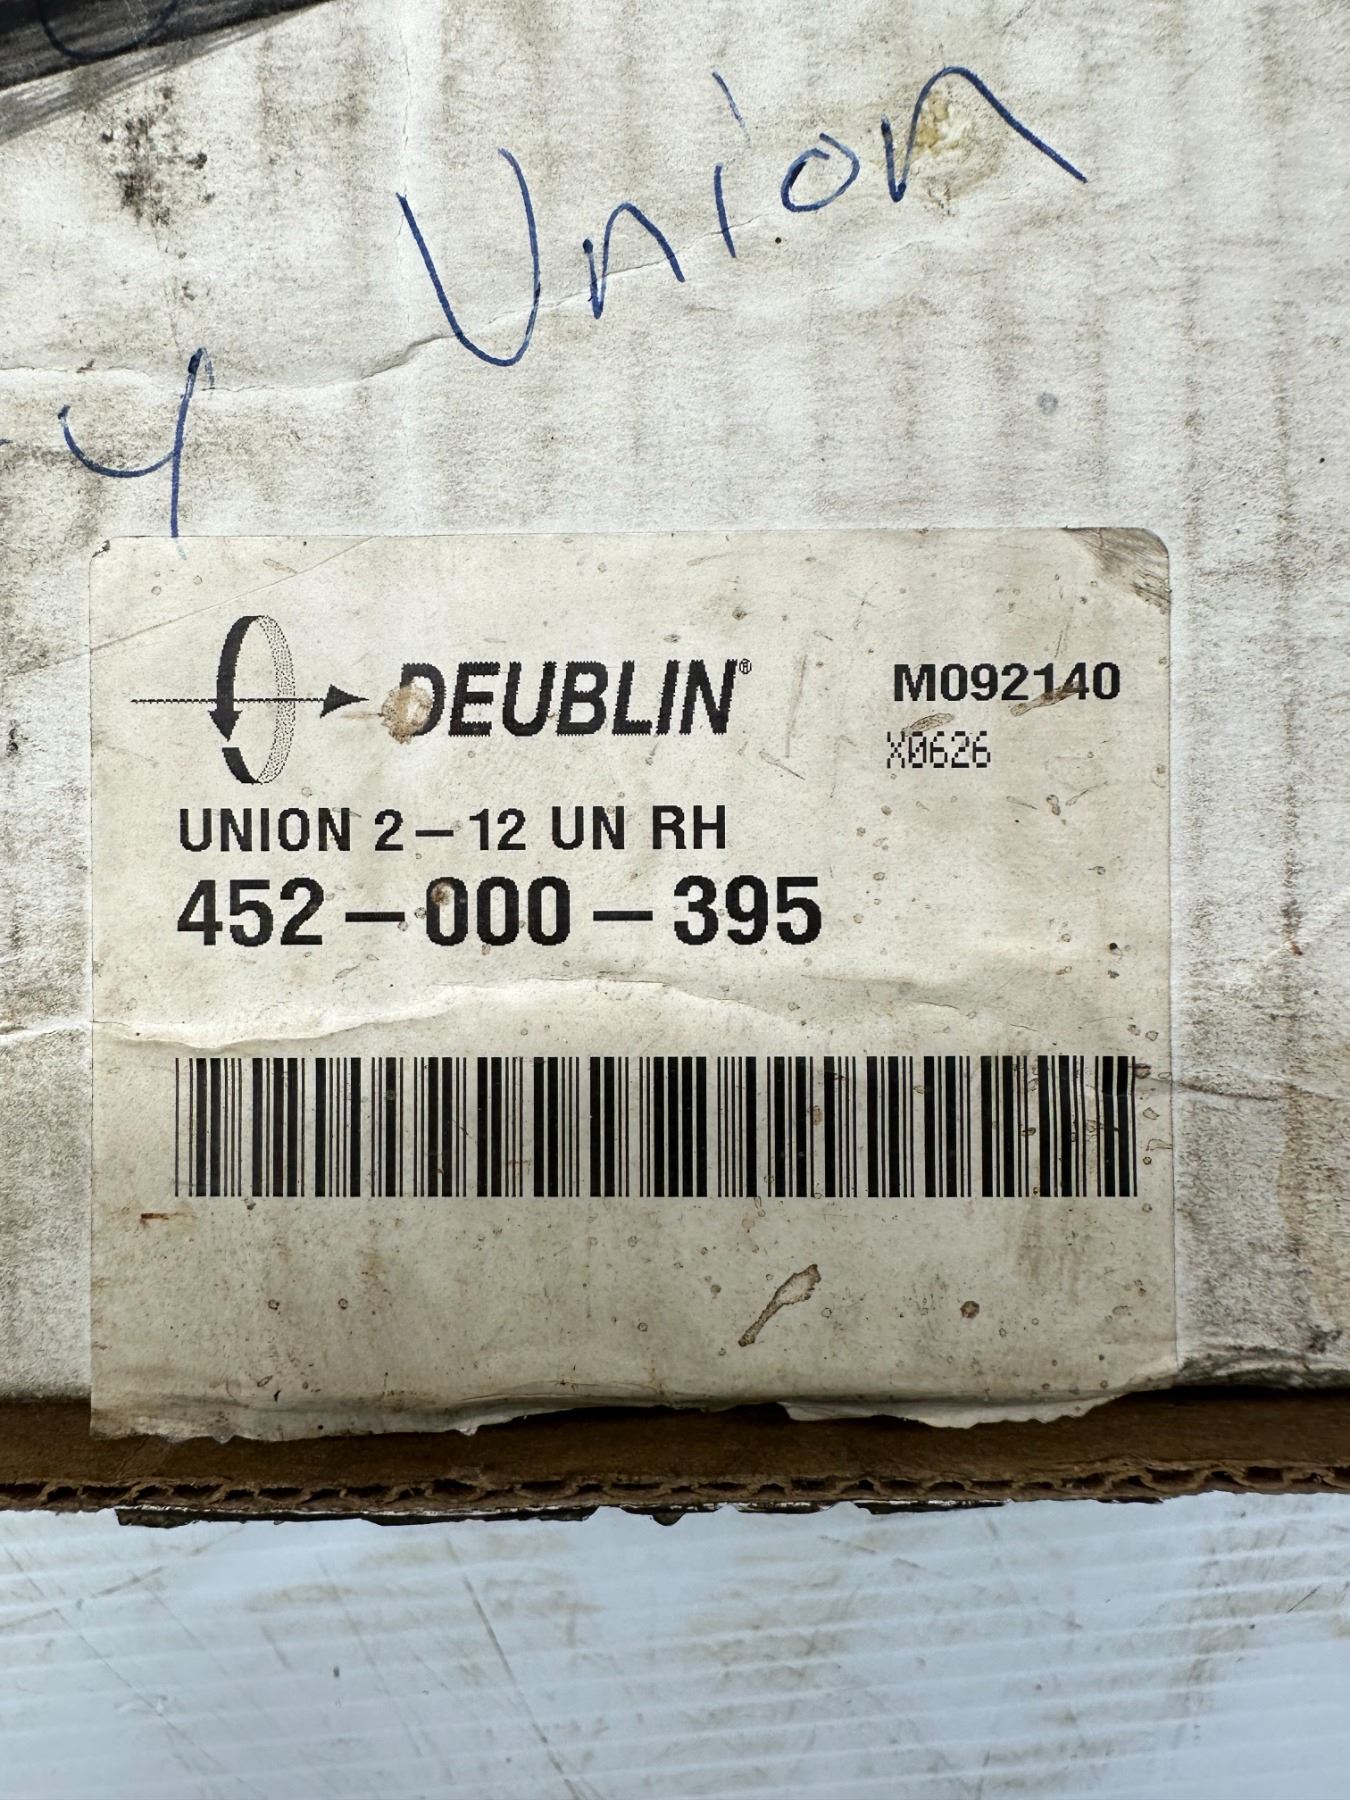 Union
y
DEUBLIN®
M092140
X0626
UNION 2-12 UN RH
452-000-395